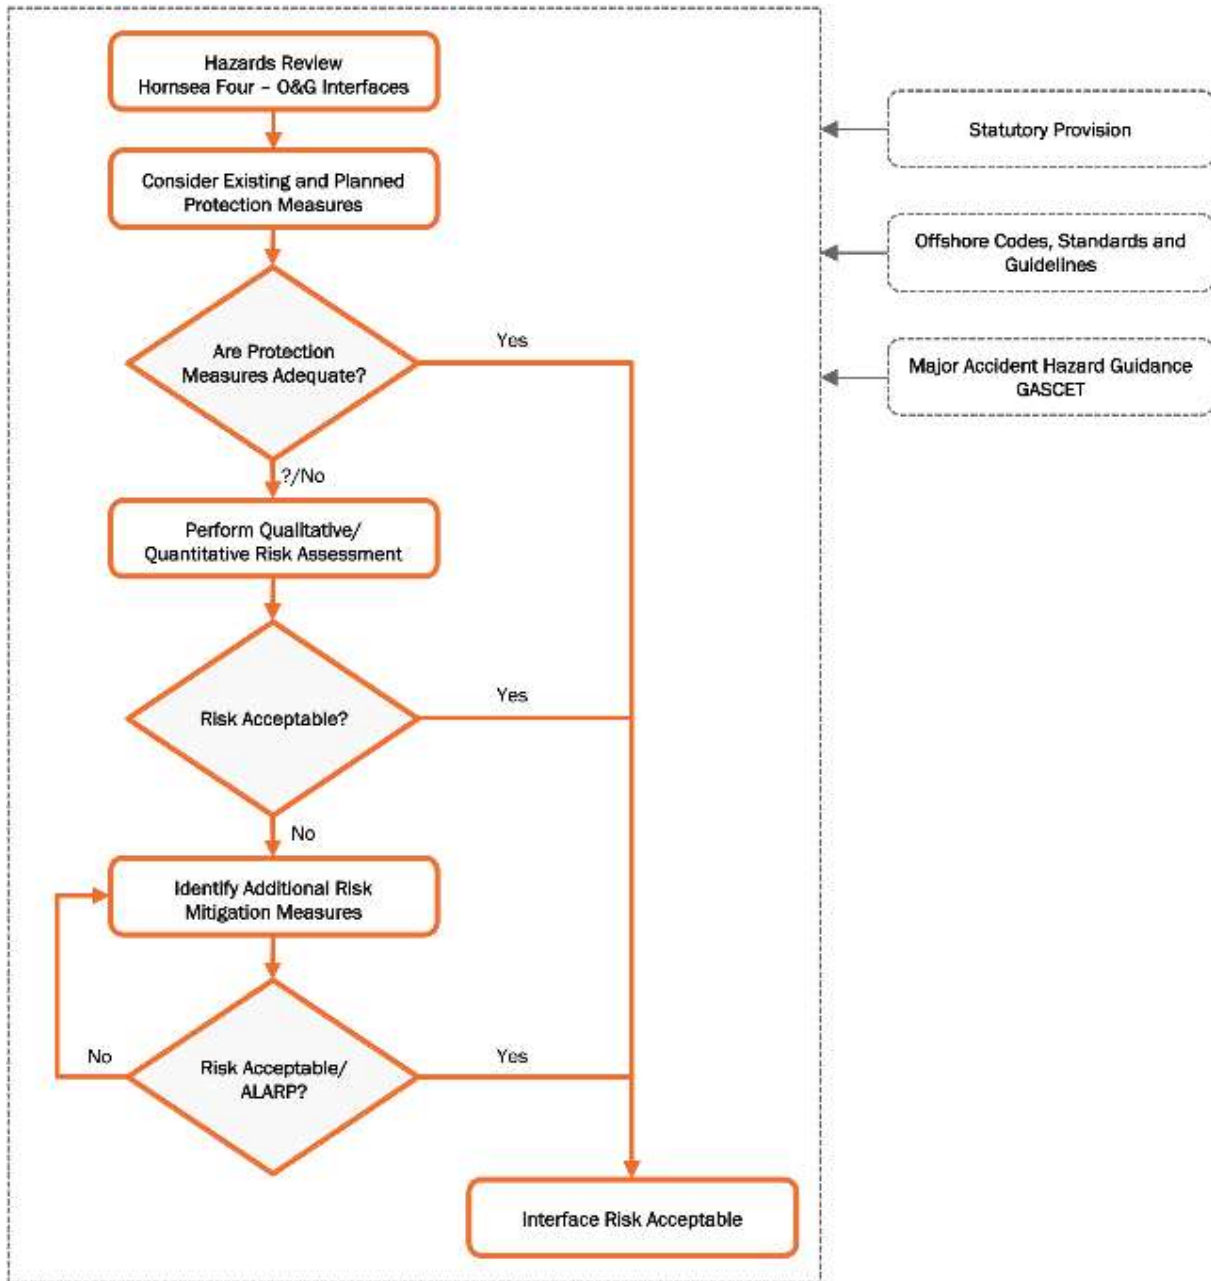 Hazards Review
Hornsea Four – O&G Interfaces
Consider Existing and Planned
Protection Measures
Are Protection
Measures Adequate?
Yes
?/No
Perform Qualitative/
Quantitative Risk Assessment
Risk Acceptable?
Yes
No
Identify Additional Risk
Mitigation Measures
Risk Acceptable/
ALARP?
No
Yes
Interface Risk Acceptable
Statutory Provision
Offshore Codes, Standards and
Guidelines
Major Accident Hazard Guidance
GASCET